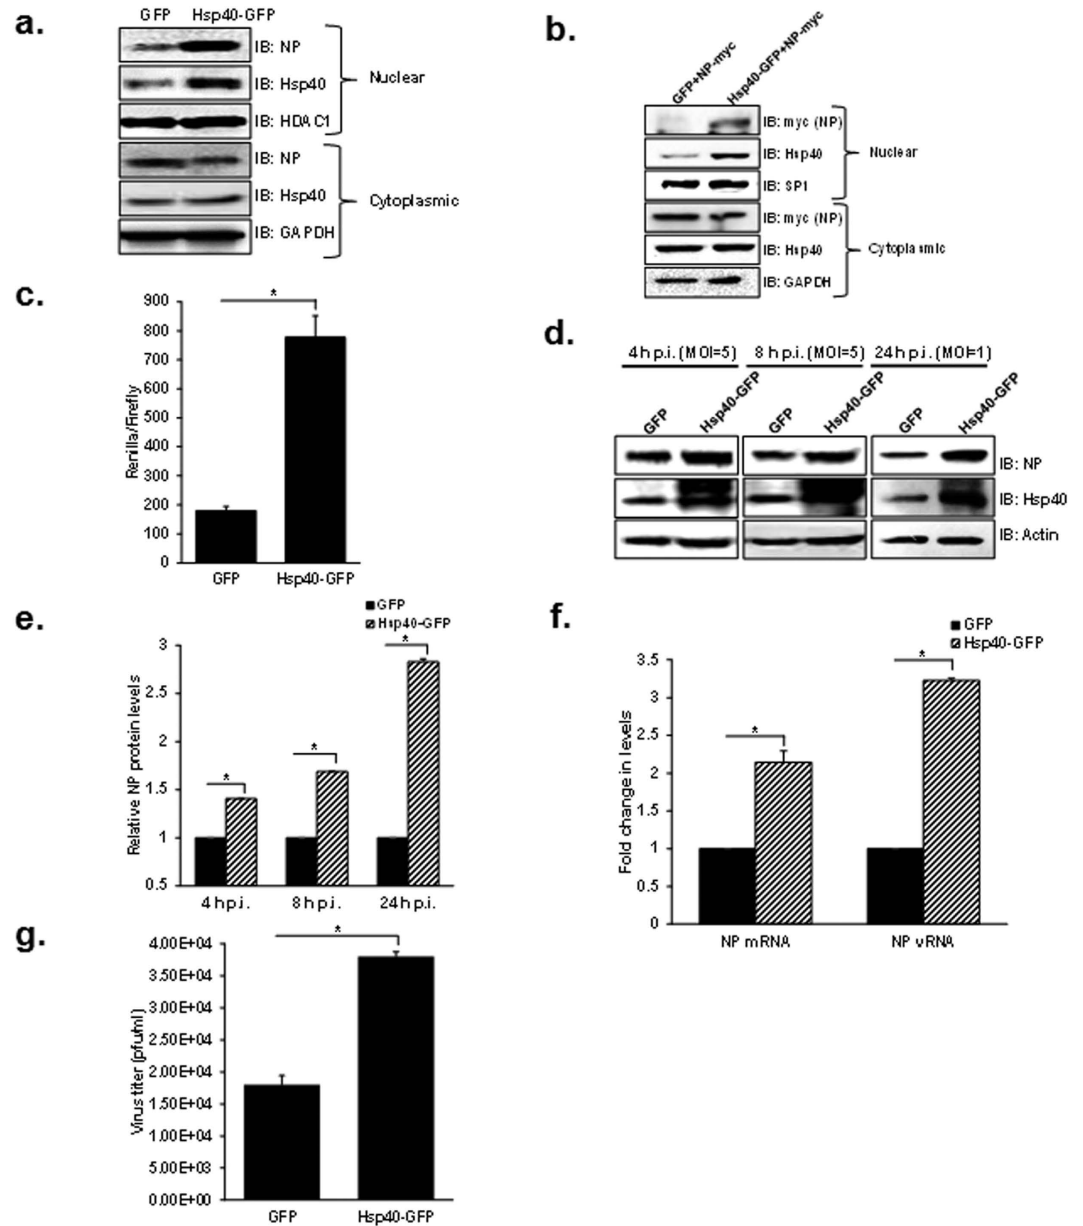 a.
GFP Hsp40-GFP
IB: NP
IB: Hsp40
IB: HDAC1
Nuclear
IB: NP
IB: Hsp40
IB: GAPDH
Cytoplasmic
b.
GFP+NP-myc
Hsp40-GFP+NP-myc
IB: myc (NP)
IB: Hsp40
IB: SP1
Nuclear
IB: myc (NP)
IB: Hsp40
IB: GAPDH
Cytoplasmic
c.
Renilla/Firefly
900
800
700
600
500
400
300
200
100
0
*
GFP Hsp40-GFP
d.
4 h p.i. (MOI=5) 8 h p.i. (MOI=5) 24 h p.i. (MOI=1)
GFP Hsp40-GFP GFP Hsp40-GFP GFP Hsp40-GFP
IB: NP
IB: Hsp40
IB: Actin
e.
GFP
Hsp40-GFP
Relative NP protein levels
3
2.5
2
1.5
1
0.5
*
*
*
4 h p.i. 8 h p.i. 24 h p.i.
f.
GFP
Hsp40-GFP
Fold change in levels
3.5
3
2.5
2
1.5
1
0.5
0
*
*
NP mRNA NP vRNA
g.
Virus titer (pfu/ml)
4.00E+04
3.50E+04
3.00E+04
2.50E+04
2.00E+04
1.50E+04
1.00E+04
5.00E+03
0.00E+00
*
GFP Hsp40-GFP